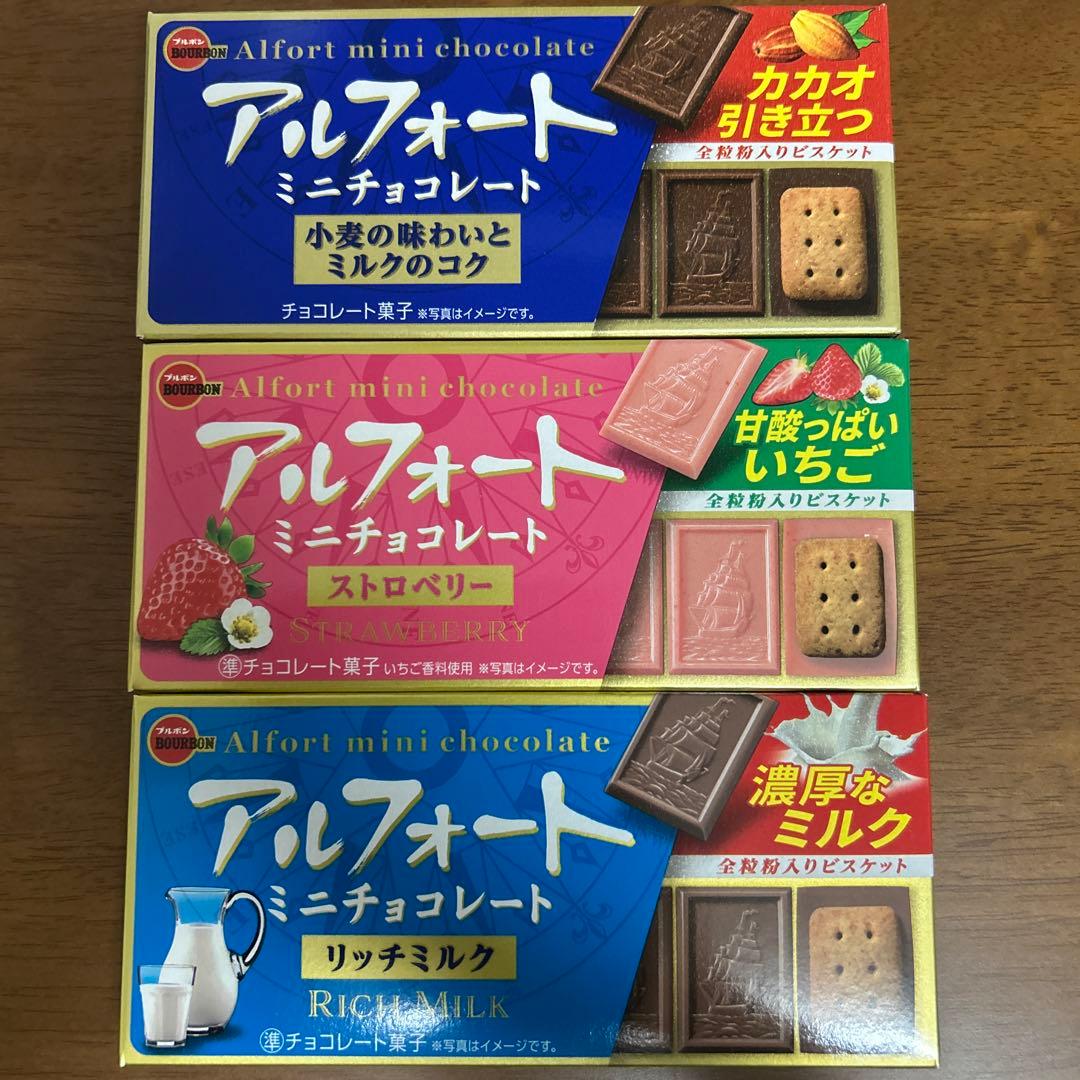 ブルボン
BOURBON
Alfort mini chocolate
アルフォート
ミニチョコレート
小麦の味わいと
ミルクのコク
チョコレート菓子 ※写真はイメージです。
カカオ
引き立つ
全粒粉入りビスケット
ブルボン
BOURBON
Alfort mini chocolate
アルフォート
ミニチョコレート
ストロベリー
STRAWBERRY
準チョコレート菓子 いちご香料使用 ※写真はイメージです。
甘酸っぱい
いちご
全粒粉入りビスケット
ブルボン
BOURBON
Alfort mini chocolate
アルフォート
ミニチョコレート
リッチミルク
RICH MILK
準チョコレート菓子 ※写真はイメージです。
濃厚な
ミルク
全粒粉入りビスケット